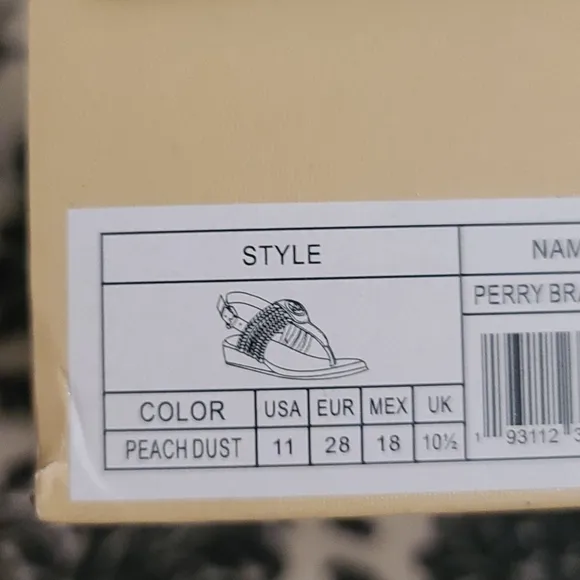 STYLE
NAM
PERRY BRA
COLOR USA EUR MEX UK
PEACH DUST 11 28 18 10½
1 93112 3